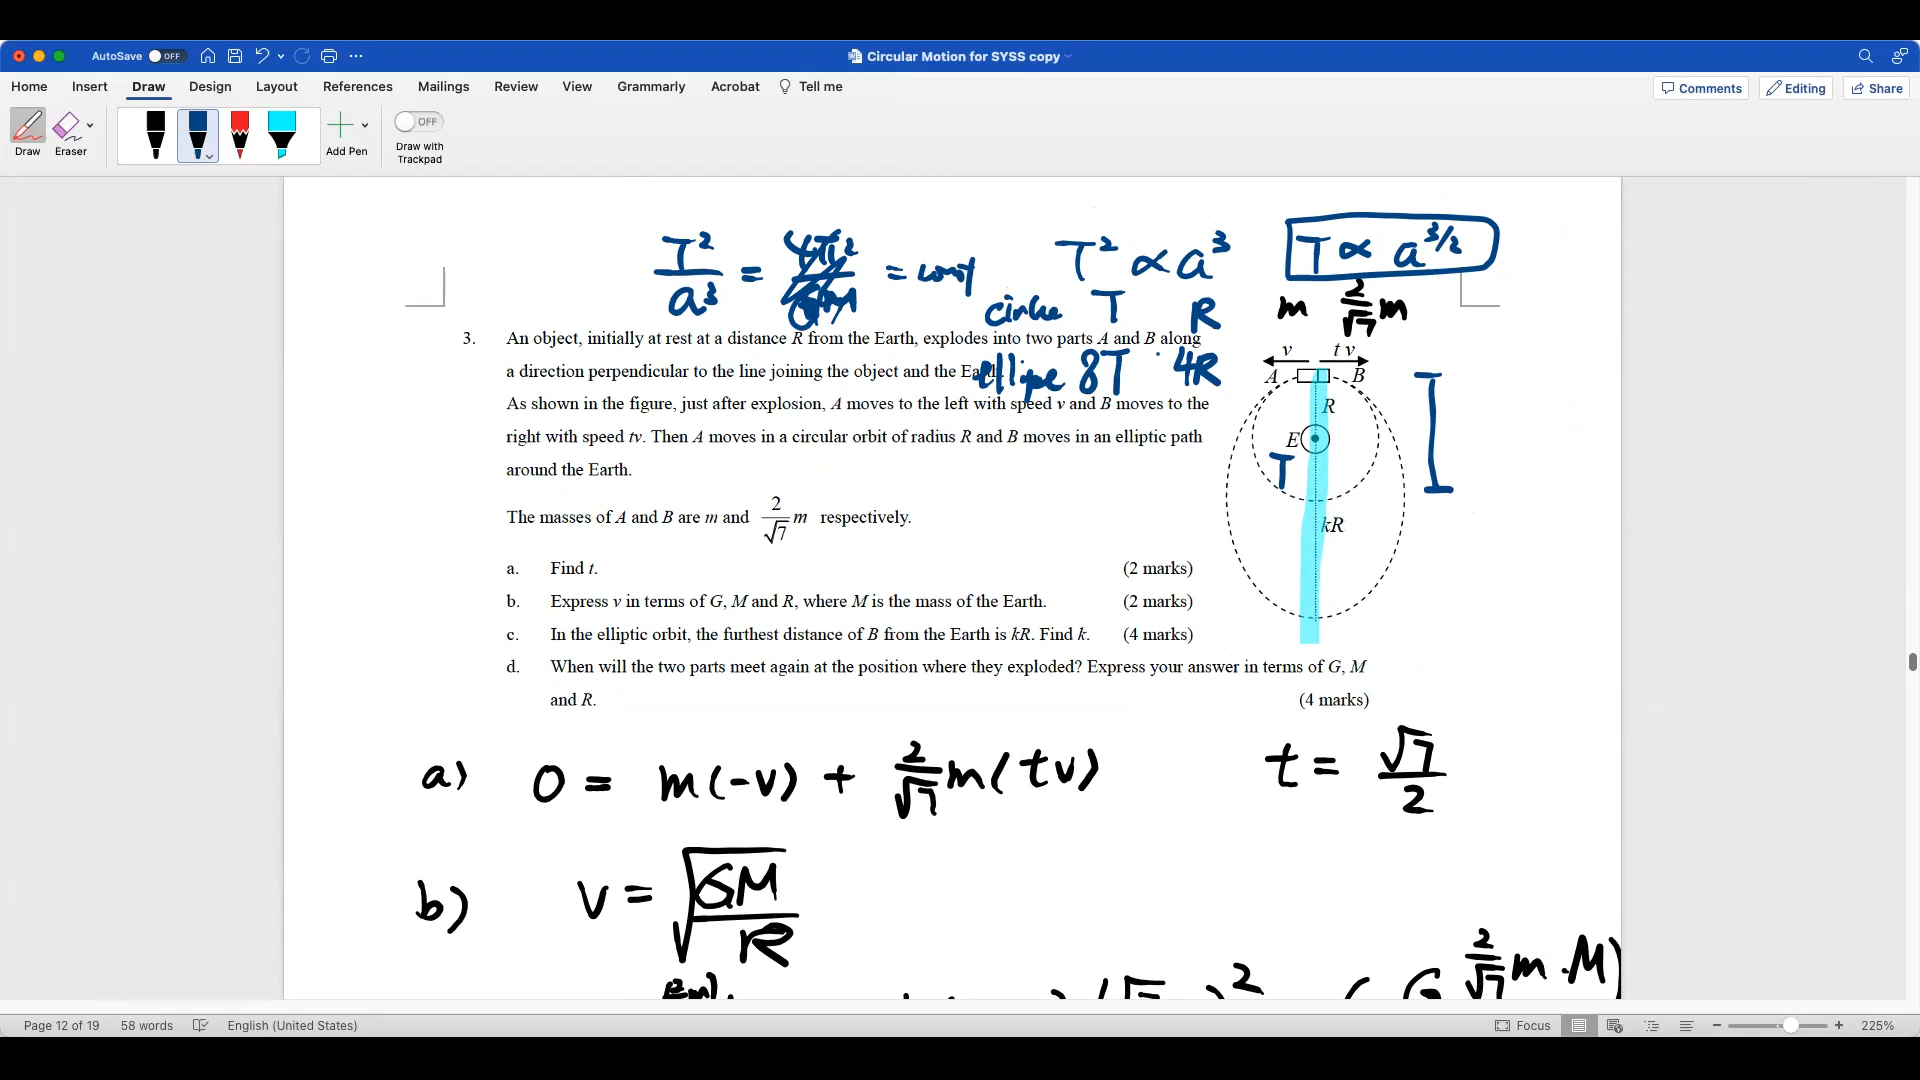 AutoSave OFF
Circular Motion for SYSS copy
Home Insert Draw Design Layout References Mailings Review View Grammarly Acrobat Tell me
Comments Editing Share
Draw Eraser Add Pen OFF Draw with Trackpad
T²/a³ = 4π²/GM = const T² ∝ a³ T ∝ a^3/2
circle T R
ellipse 8T 4R
m 2/√7 m
3. An object, initially at rest at a distance R from the Earth, explodes into two parts A and B along
a direction perpendicular to the line joining the object and the Earth.
As shown in the figure, just after explosion, A moves to the left with speed v and B moves to the
right with speed tv. Then A moves in a circular orbit of radius R and B moves in an elliptic path
around the Earth.
The masses of A and B are m and 2/√7 m respectively.
v tv
A B
R
E
T
kR
a. Find t. (2 marks)
b. Express v in terms of G, M and R, where M is the mass of the Earth. (2 marks)
c. In the elliptic orbit, the furthest distance of B from the Earth is kR. Find k. (4 marks)
d. When will the two parts meet again at the position where they exploded? Express your answer in terms of G, M
and R. (4 marks)
a) 0 = m(-v) + 2/√7 m(tv) t = √7/2
b) v = √(GM/R)
G 2/√7 m · M)
Page 12 of 19 58 words English (United States) Focus 225%